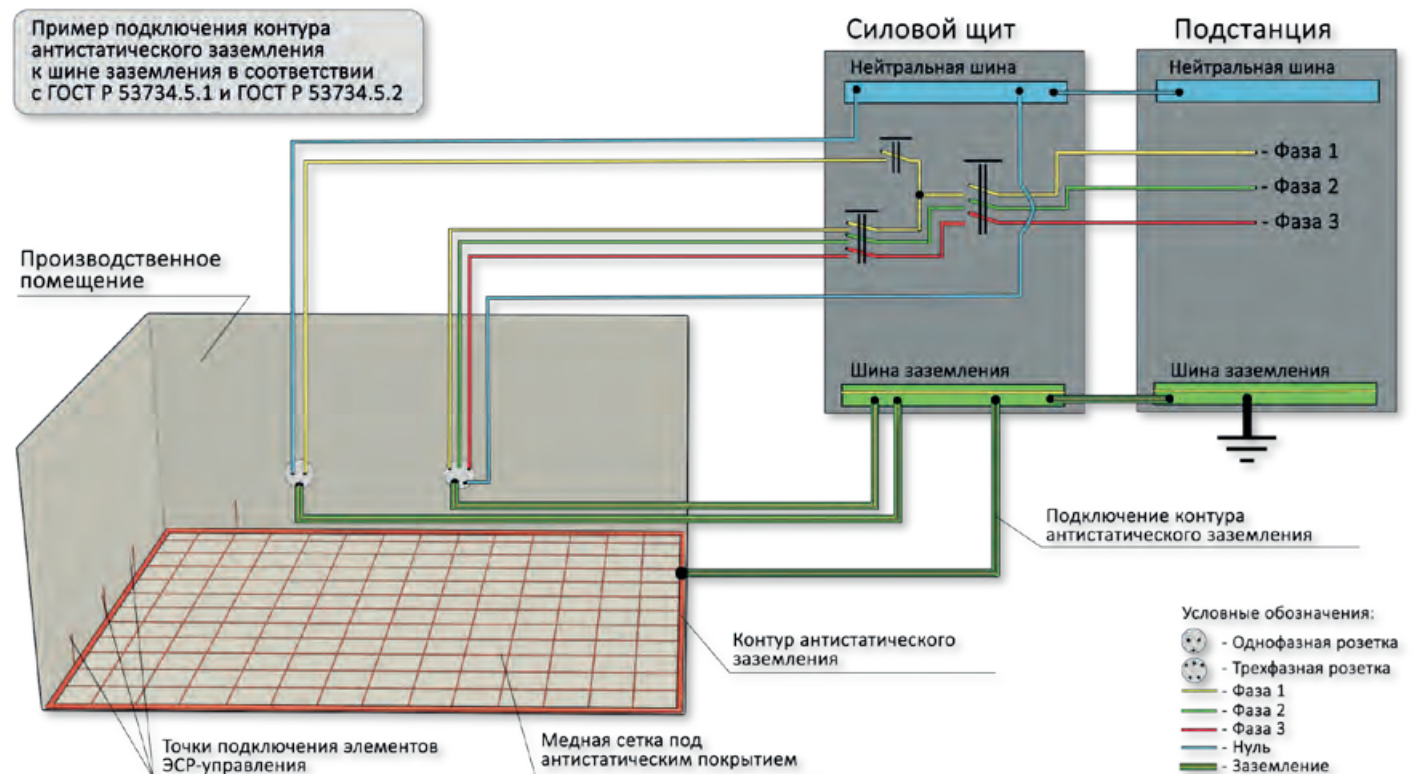 Пример подключения контура
антистатического заземления
к шине заземления в соответствии
с ГОСТ Р 53734.5.1 и ГОСТ Р 53734.5.2
Силовой щит
Подстанция
Нейтральная шина
Нейтральная шина
- Фаза 1
- Фаза 2
- Фаза 3
Производственное
помещение
Шина заземления
Шина заземления
Подключение контура
антистатического заземления
Контур антистатического
заземления
Точки подключения элементов
ЭСР-управления
Медная сетка под
антистатическим покрытием
Условные обозначения:
- Однофазная розетка
- Трехфазная розетка
- Фаза 1
- Фаза 2
- Фаза 3
- Нуль
- Заземление